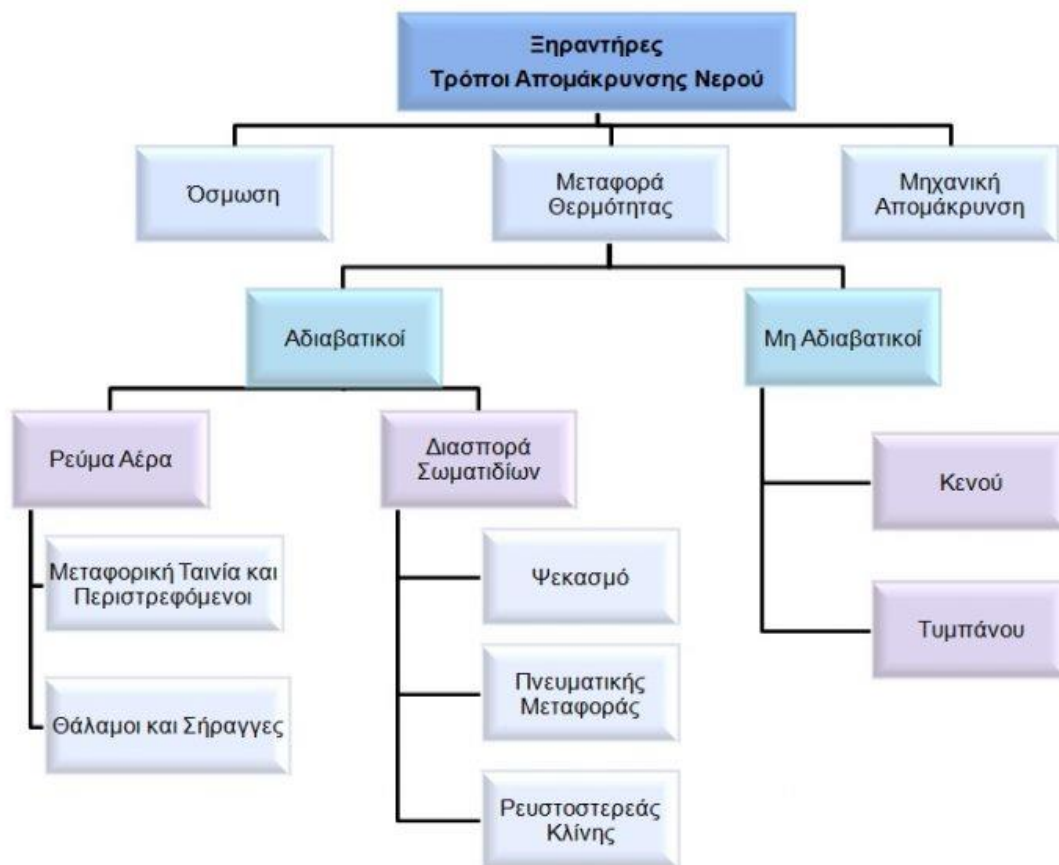 Ξηραντήρες
Τρόποι Απομάκρυνσης Νερού
Όσμωση
Μεταφορά
Θερμότητας
Μηχανική
Απομάκρυνση
Αδιαβατικοί
Μη Αδιαβατικοί
Ρεύμα Αέρα
Διασπορά
Σωματιδίων
Κενού
Μεταφορική Ταινία και
Περιστρεφόμενοι
Ψεκασμό
Τυμπάνου
Θάλαμοι και Σήραγγες
Πνευματικής
Μεταφοράς
Ρευστοστερεάς
Κλίνης